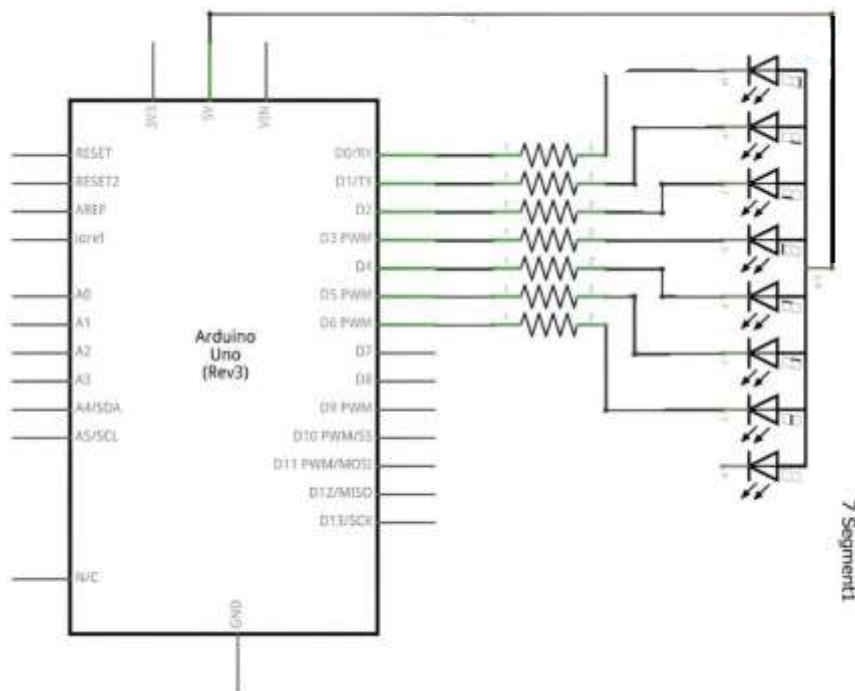 3V3
5V
VIN
RESET
RESET2
AREF
ioref
A0
A1
A2
A3
A4/SDA
A5/SCL
N/C
Arduino
Uno
(Rev3)
D0/RX
D1/TX
D2
D3 PWM
D4
D5 PWM
D6 PWM
D7
D8
D9 PWM
D10 PWM/SS
D11 PWM/MOSI
D12/MISO
D13/SCK
GND
7 Segment1